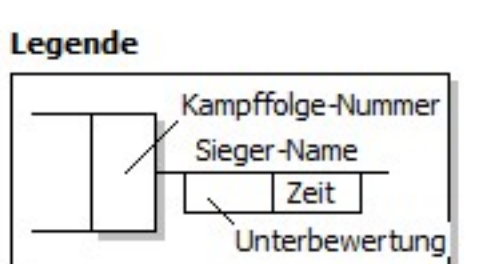 Legende
Kampffolge-Nummer
Sieger-Name
Zeit
Unterbewertung